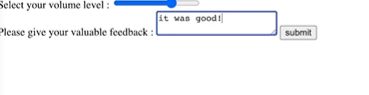 Select your volume level :
it was good!
Please give your valuable feedback :
submit